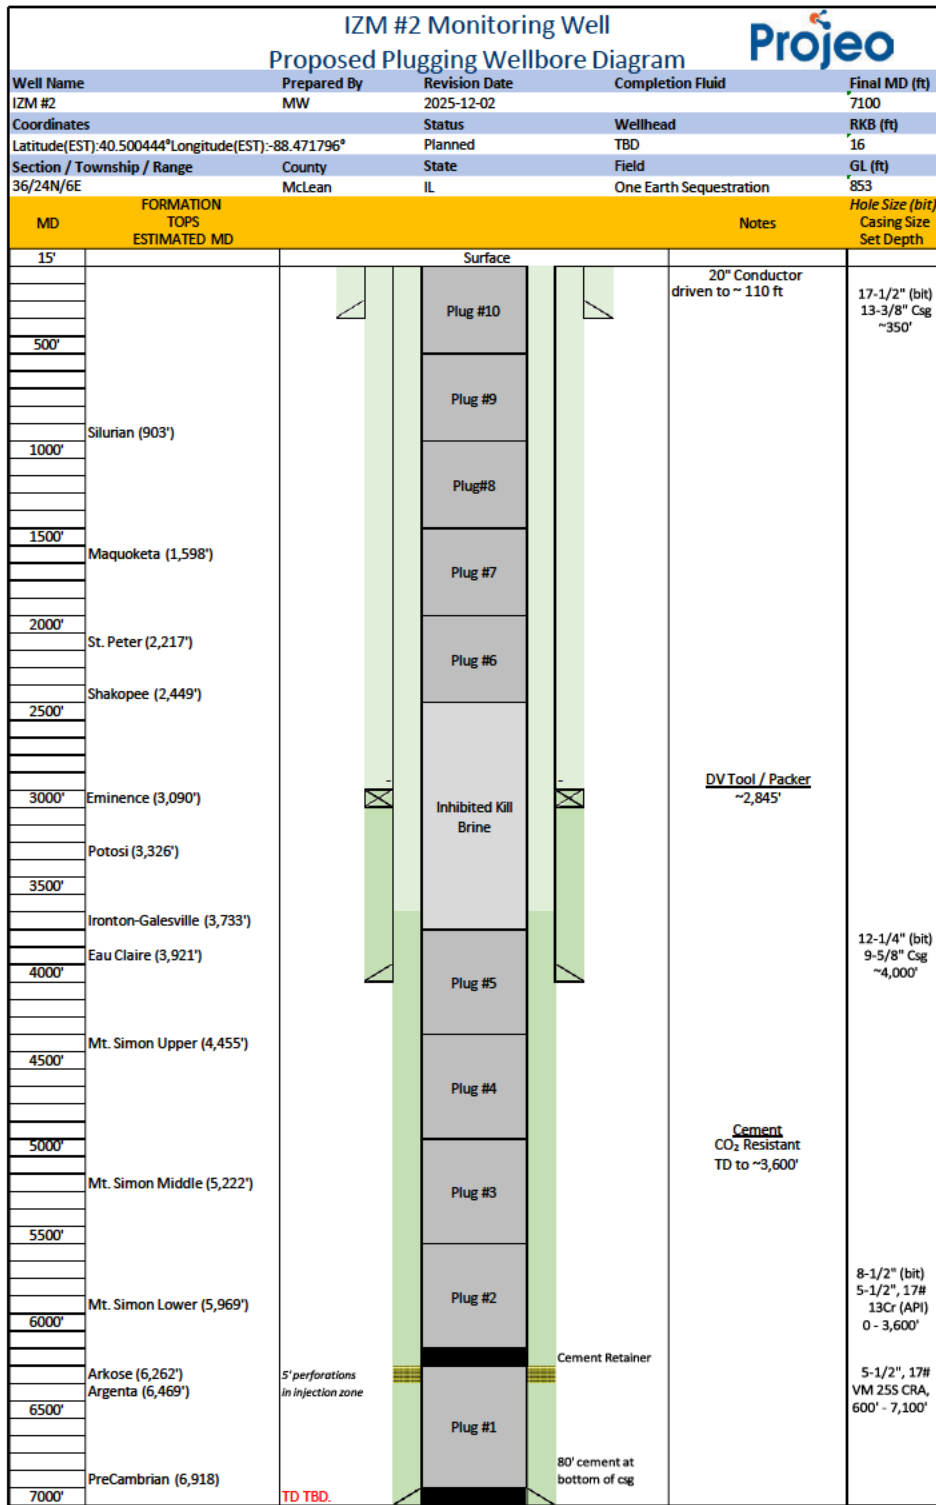 IZM #2 Monitoring Well
Proposed Plugging Wellbore Diagram
Projeo
Well Name Prepared By Revision Date Completion Fluid Final MD (ft)
IZM #2 MW 2025-12-02 7100
Coordinates Status Wellhead RKB (ft)
Latitude(EST):40.500444°Longitude(EST):-88.471796° Planned TBD 16
Section / Township / Range County State Field GL (ft)
36/24N/6E McLean IL One Earth Sequestration 853
MD
FORMATION
TOPS
ESTIMATED MD
Notes
Hole Size (bit)
Casing Size
Set Depth
15' Surface
20" Conductor
driven to ~ 110 ft
17-1/2" (bit)
13-3/8" Csg
~350'
Plug #10
500'
Plug #9
Silurian (903')
1000'
Plug#8
1500'
Maquoketa (1,598')
Plug #7
2000'
St. Peter (2,217')
Plug #6
Shakopee (2,449')
2500'
DV Tool / Packer
~2,845'
3000' Eminence (3,090')
Inhibited Kill
Brine
Potosi (3,326')
3500'
Ironton-Galesville (3,733')
12-1/4" (bit)
9-5/8" Csg
~4,000'
Eau Claire (3,921')
4000'
Plug #5
Mt. Simon Upper (4,455')
4500'
Plug #4
Cement
CO₂ Resistant
TD to ~3,600'
5000'
Mt. Simon Middle (5,222')
Plug #3
5500'
8-1/2" (bit)
5-1/2", 17#
13Cr (API)
0 - 3,600'
Plug #2
Mt. Simon Lower (5,969')
6000'
Cement Retainer
Arkose (6,262')
5' perforations
in injection zone
Argenta (6,469')
5-1/2", 17#
VM 25S CRA,
600' - 7,100'
6500'
Plug #1
80' cement at
bottom of csg
PreCambrian (6,918)
7000' TD TBD.